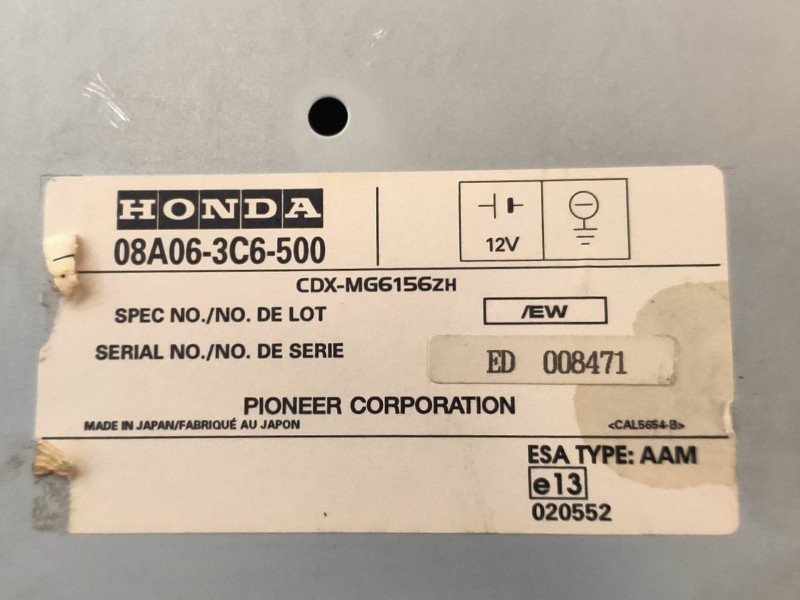 HONDA
08A06-3C6-500
12V
CDX-MG6156ZH
SPEC NO./NO. DE LOT /EW
SERIAL NO./NO. DE SERIE ED 008471
PIONEER CORPORATION
MADE IN JAPAN/FABRIQUÉ AU JAPON <CAL5654-B>
ESA TYPE: AAM
e13
020552